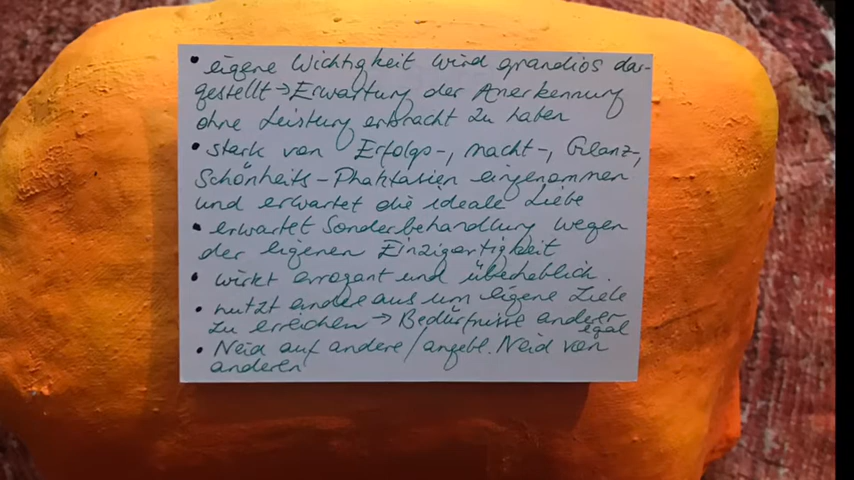 • eigene Wichtigkeit wird grandios dar-
gestellt → Erwartung der Anerkennung
ohne Leistung erbracht zu haben
• stark von Erfolgs-, Macht-, Glanz-,
Schönheits-Phantasien eingenommen
und erwartet die ideale Liebe
• erwartet Sonderbehandlung wegen
der eigenen Einzigartigkeit
• wirkt arrogant und überheblich.
• nutzt andere aus um eigene Ziele
zu erreichen → Bedürfnisse anderer
egal
• Neid auf andere / angebl. Neid von
anderen